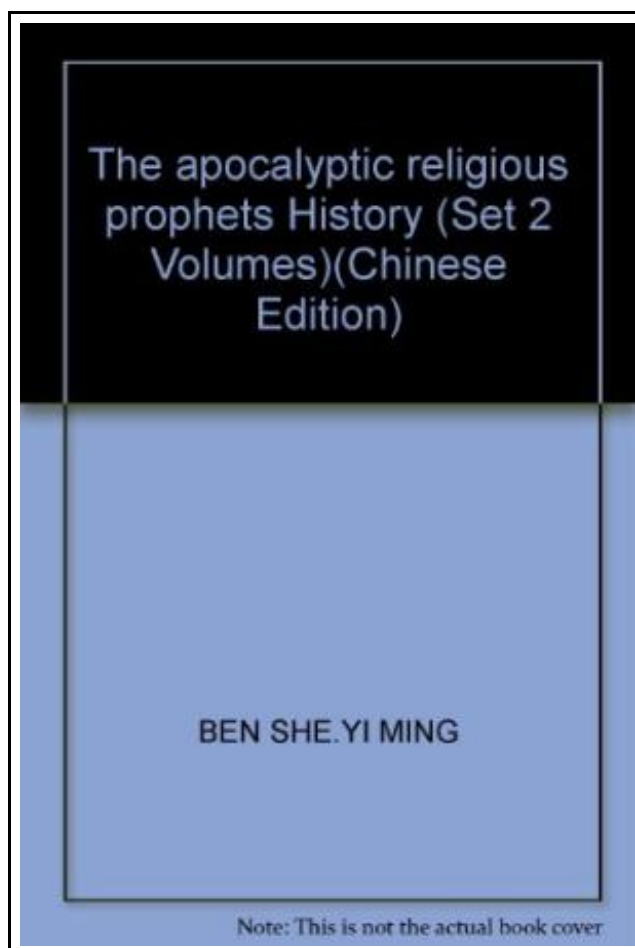 The apocalyptic religious
prophets History (Set 2
Volumes)(Chinese
Edition)
BEN SHE.YI MING
Note: This is not the actual book cover